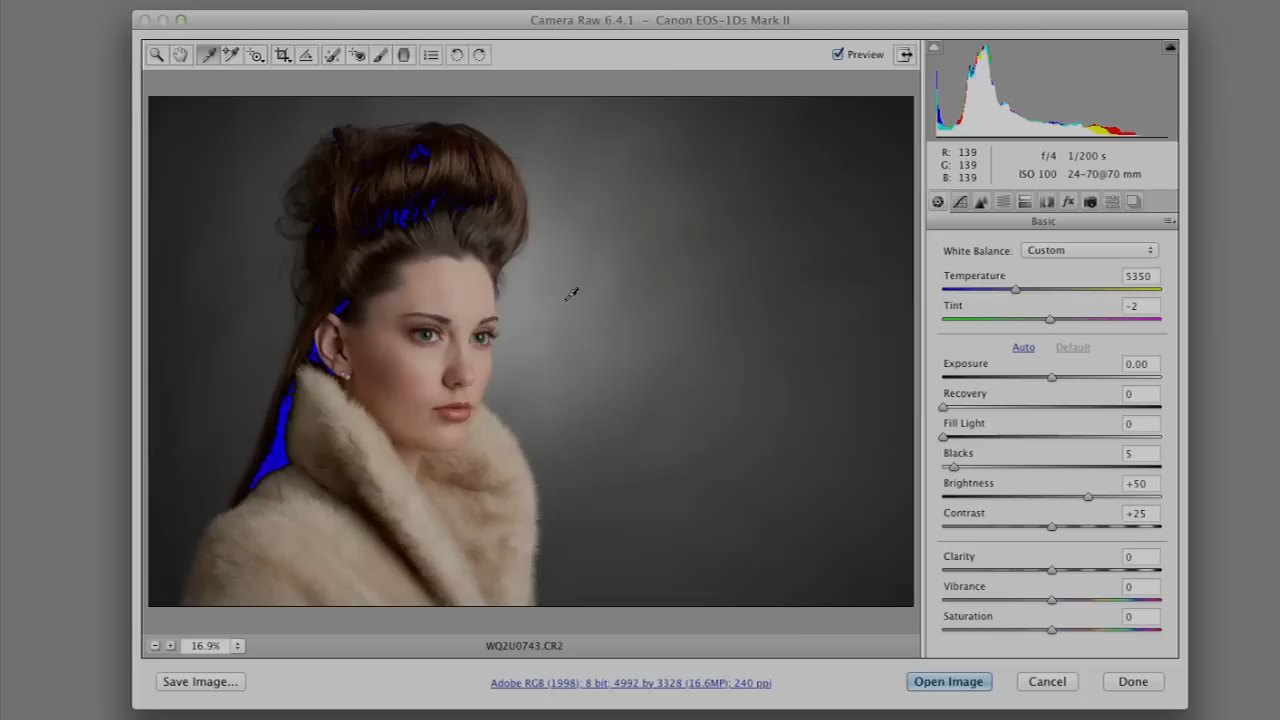 Camera Raw 6.4.1 – Canon EOS-1Ds Mark II
Preview
R: 139
G: 139
B: 139
f/4 1/200 s
ISO 100 24-70@70 mm
fx
Basic
White Balance: Custom
Temperature 5350
Tint -2
Auto Default
Exposure 0.00
Recovery 0
Fill Light 0
Blacks 5
Brightness +50
Contrast +25
Clarity 0
Vibrance 0
Saturation 0
16.9% WQ2U0743.CR2
Save Image... Adobe RGB (1998); 8 bit; 4992 by 3328 (16.6MP); 240 ppi Open Image Cancel Done